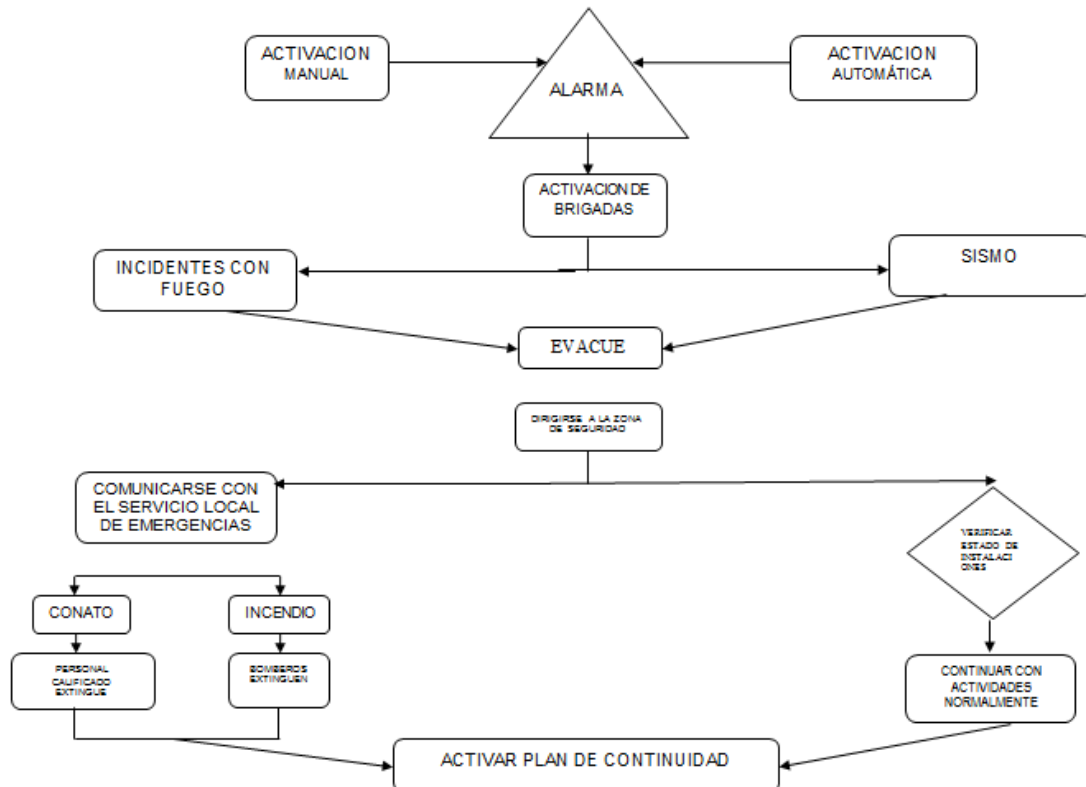 ACTIVACION
MANUAL
ACTIVACION
AUTOMÁTICA
ALARMA
ACTIVACION DE
BRIGADAS
INCIDENTES CON
FUEGO
SISMO
EVACUE
DIRIGIRSE A LA ZONA
DE SEGURIDAD
COMUNICARSE CON
EL SERVICIO LOCAL
DE EMERGENCIAS
VERIFICAR
ESTADO DE
INSTALACI
ONES
CONATO
INCENDIO
PERSONAL
CALIFICADO
EXTINGUE
BOMBEROS
EXTINGUEN
CONTINUAR CON
ACTIVIDADES
NORMALMENTE
ACTIVAR PLAN DE CONTINUIDAD